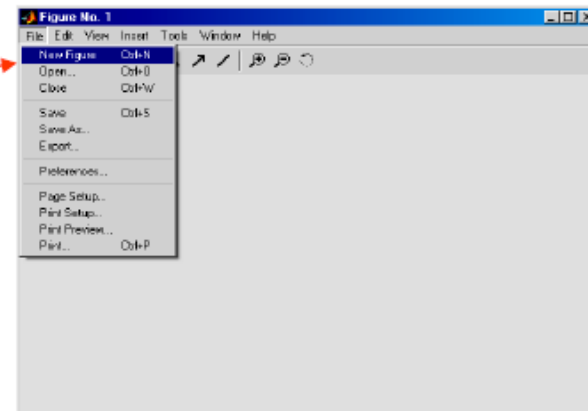 Figure No. 1
File Edit View Insert Tools Window Help
New Figure Ctrl+N
Open... Ctrl+O
Close Ctrl+W
Save Ctrl+S
Save As...
Export...
Preferences...
Page Setup...
Print Setup...
Print Preview...
Print... Ctrl+P